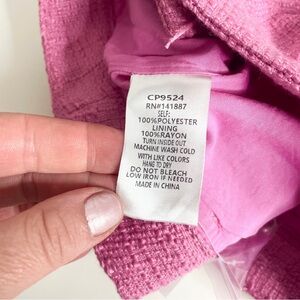 CP9524
RN#141887
SELF:
100%POLYESTER
LINING
100%RAYON
TURN INSIDE OUT
MACHINE WASH COLD
WITH LIKE COLORS
HANG TO DRY
DO NOT BLEACH
LOW IRON IF NEEDED
MADE IN CHINA